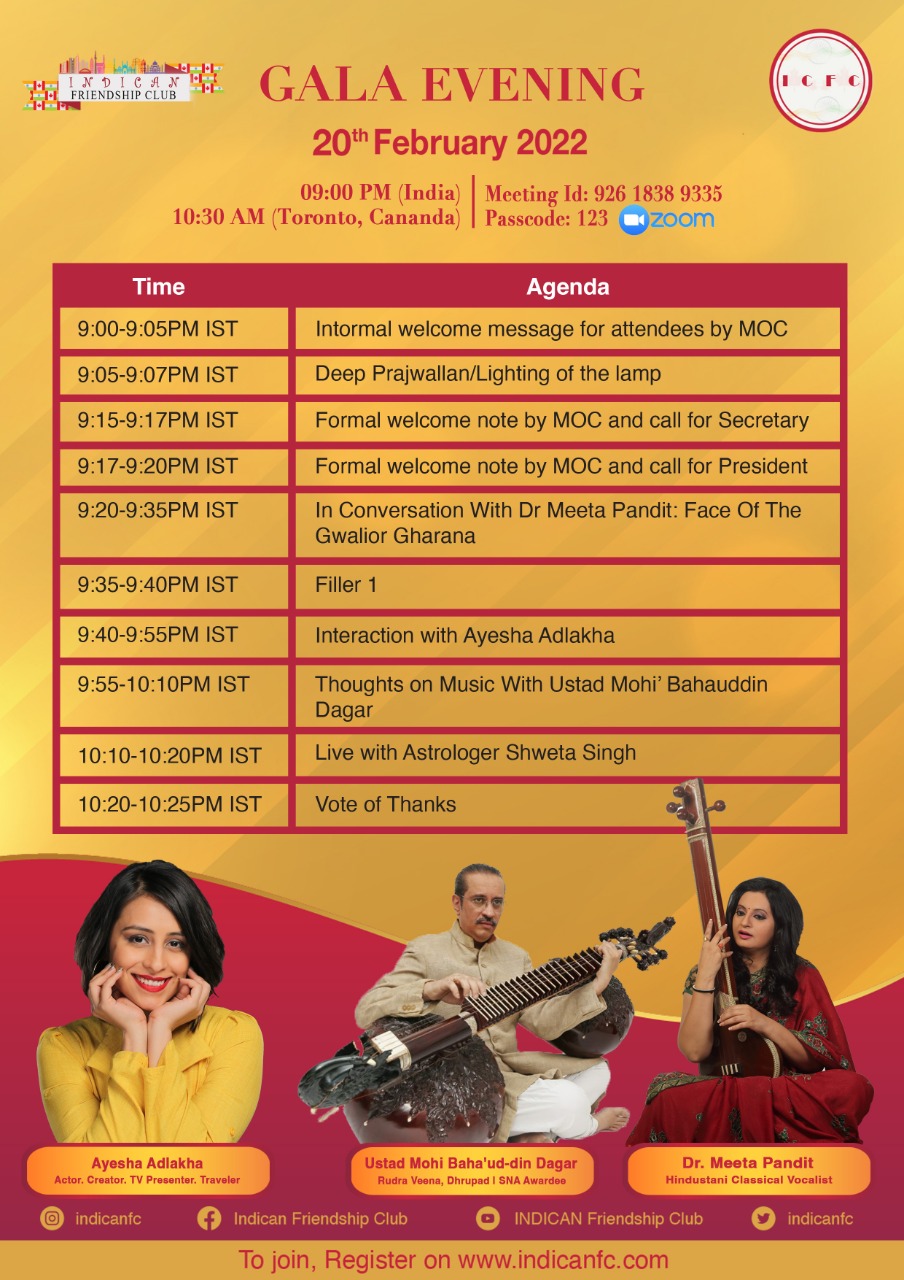 INDICAN
FRIENDSHIP CLUB
GALA EVENING
I C F C
20th February 2022
09:00 PM (India)
10:30 AM (Toronto, Cananda)
Meeting Id: 926 1838 9335
Passcode: 123 zoom
Time Agenda
9:00-9:05PM IST Intormal welcome message for attendees by MOC
9:05-9:07PM IST Deep Prajwallan/Lighting of the lamp
9:15-9:17PM IST Formal welcome note by MOC and call for Secretary
9:17-9:20PM IST Formal welcome note by MOC and call for President
9:20-9:35PM IST In Conversation With Dr Meeta Pandit: Face Of The
Gwalior Gharana
9:35-9:40PM IST Filler 1
9:40-9:55PM IST Interaction with Ayesha Adlakha
9:55-10:10PM IST Thoughts on Music With Ustad Mohi’ Bahauddin
Dagar
10:10-10:20PM IST Live with Astrologer Shweta Singh
10:20-10:25PM IST Vote of Thanks
Ayesha Adlakha
Actor. Creator. TV Presenter. Traveler
Ustad Mohi Baha'ud-din Dagar
Rudra Veena, Dhrupad I SNA Awardee
Dr. Meeta Pandit
Hindustani Classical Vocalist
indicanfc Indican Friendship Club INDICAN Friendship Club indicanfc
To join, Register on www.indicanfc.com